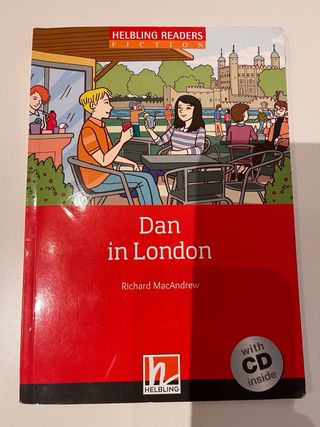 HELBLING READERS
FICTION
Dan
in London
Richard MacAndrew
with
CD
inside
h
HELBLING